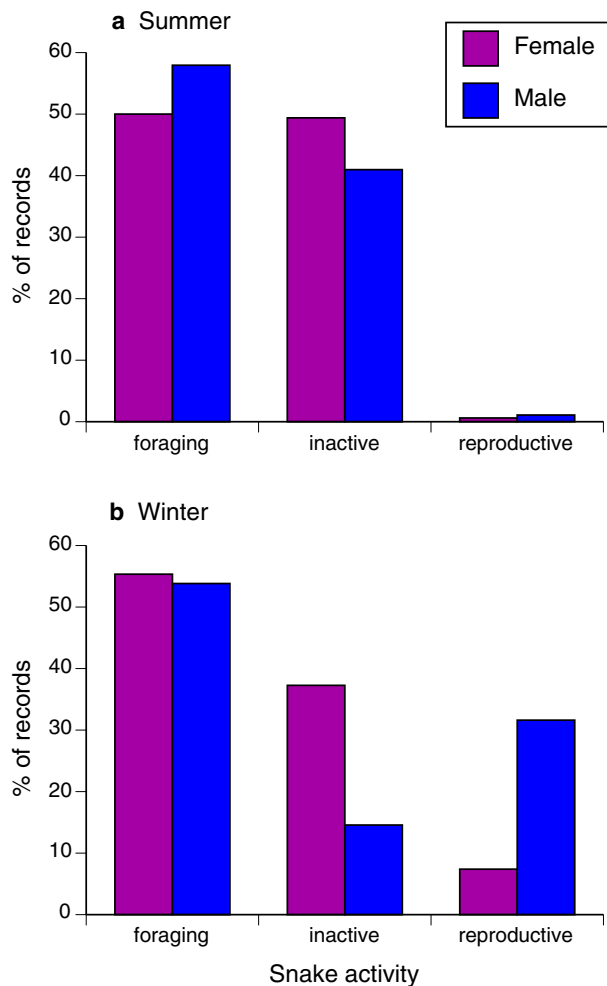 a Summer
Female
Male
% of records
60
50
40
30
20
10
0
foraging inactive reproductive
b Winter
% of records
60
50
40
30
20
10
0
foraging inactive reproductive
Snake activity